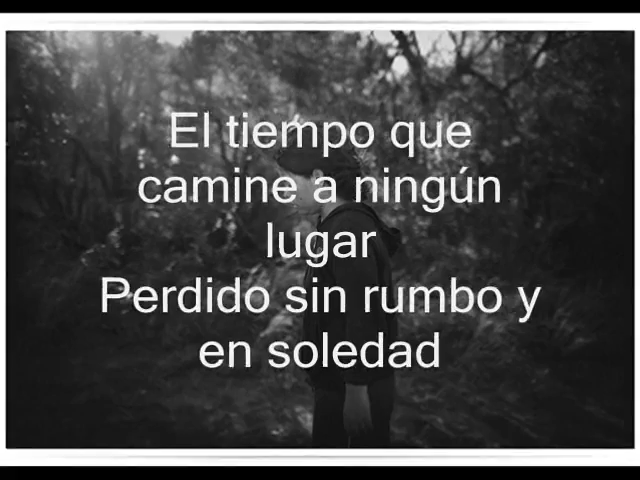 El tiempo que
camine a ningún
lugar
Perdido sin rumbo y
en soledad